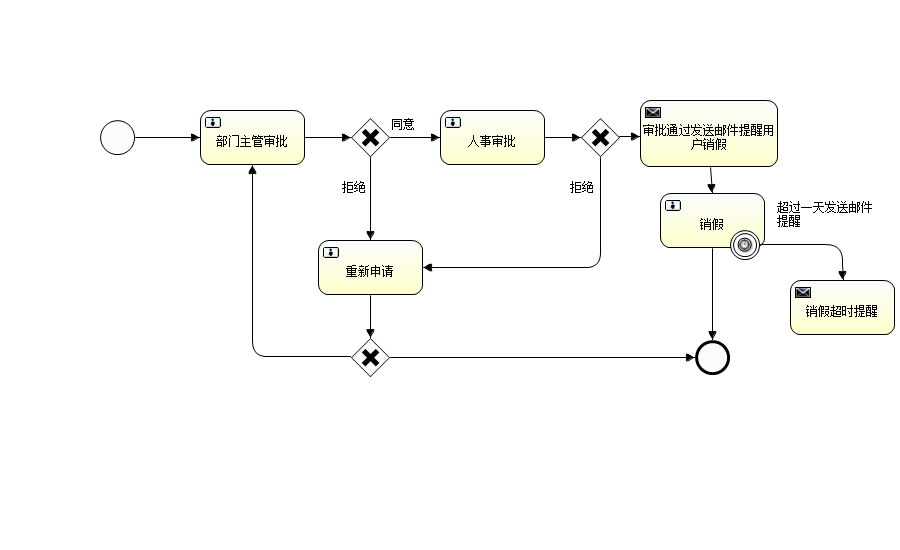 同意
部门主管审批
人事审批
审批通过发送邮件提醒用
户销假
拒绝
拒绝
销假
超过一天发送邮件
提醒
重新申请
销假超时提醒